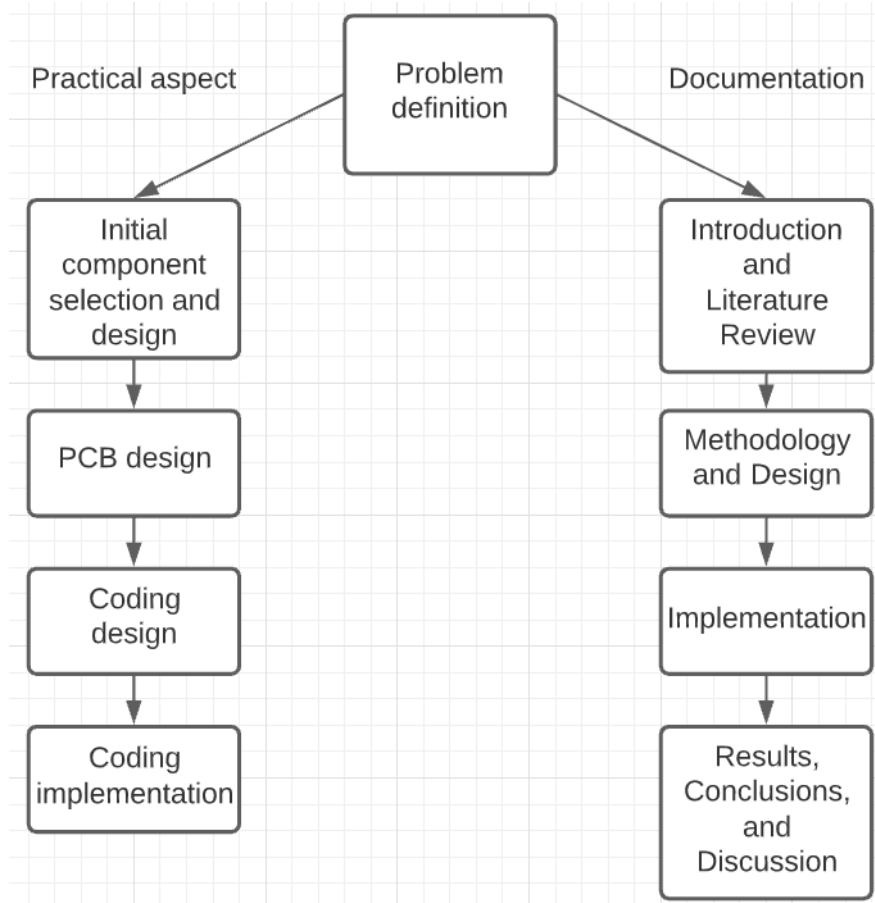 Practical aspect
Problem
definition
Documentation
Initial
component
selection and
design
Introduction
and
Literature
Review
PCB design
Methodology
and Design
Coding
design
Implementation
Coding
implementation
Results,
Conclusions,
and
Discussion